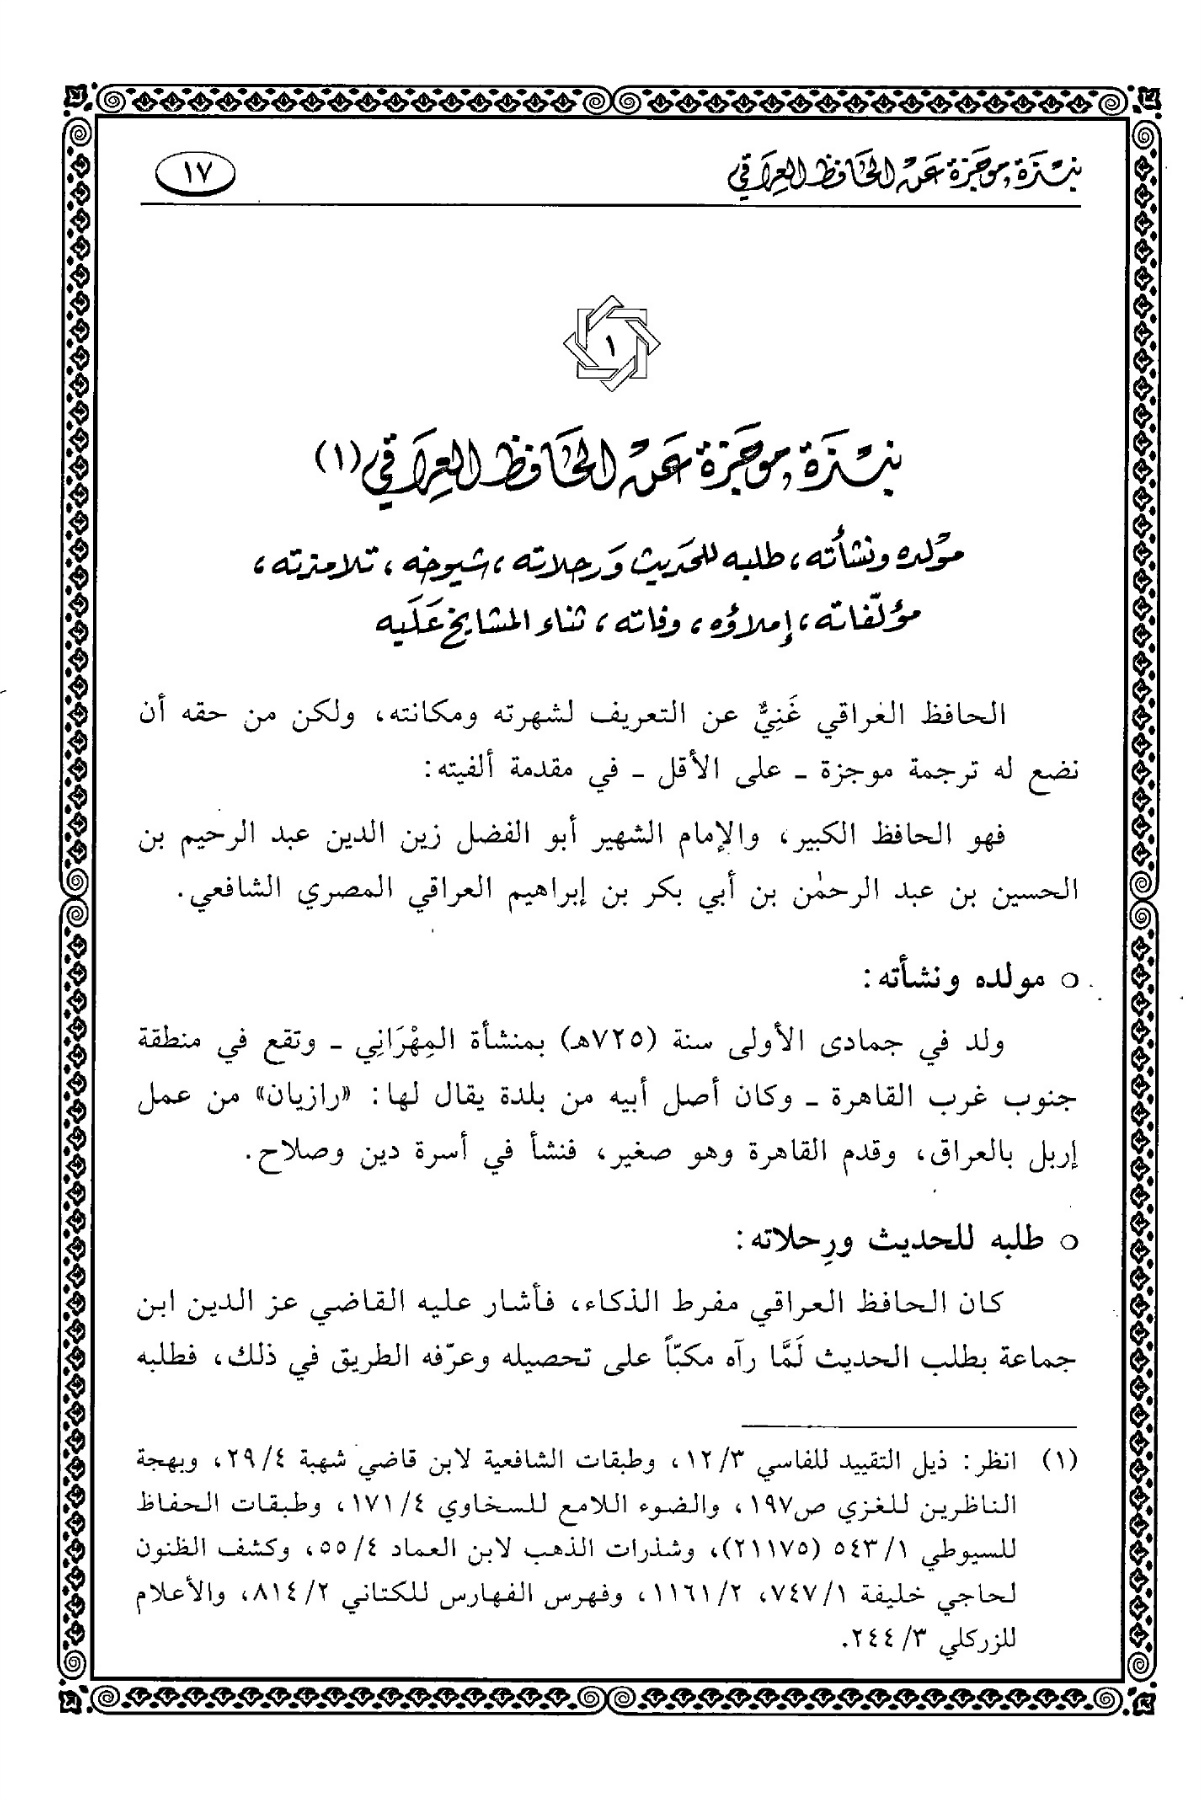 نبذة موجزة عن الحافظ العراقي
١٧
١
نبذة موجزة عن الحافظ العراقي (١)
مولده ونشأته، طلبه للحديث ورحلاته، شيوخه، تلامذته،
مؤلّفاته، إملاؤه، وفاته، ثناء المشايخ عَلَيه
الحافظ العراقي غَنِيٌّ عن التعريف لشهرته ومكانته، ولكن من حقه أن
نضع له ترجمة موجزة ـ على الأقل ـ في مقدمة ألفيته:
فهو الحافظ الكبير، والإمام الشهير أبو الفضل زين الدين عبد الرحيم بن
الحسين بن عبد الرحمٰن بن أبي بكر بن إبراهيم العراقي المصري الشافعي.
○ مولده ونشأته:
ولد في جمادى الأولى سنة (٧٢٥هـ) بمنشأة المِهْرَانِي ـ وتقع في منطقة
جنوب غرب القاهرة ـ وكان أصل أبيه من بلدة يقال لها: «رازيان» من عمل
إربل بالعراق، وقدم القاهرة وهو صغير، فنشأ في أسرة دين وصلاح.
○ طلبه للحديث ورِحلاته:
كان الحافظ العراقي مفرط الذكاء، فأشار عليه القاضي عز الدين ابن
جماعة بطلب الحديث لَمَّا رآه مكبّاً على تحصيله وعرّفه الطريق في ذلك، فطلبه
(١) انظر: ذيل التقييد للفاسي ١٢/٣، وطبقات الشافعية لابن قاضي شهبة ٢٩/٤، وبهجة
الناظرين للغزي ص١٩٧، والضوء اللامع للسخاوي ١٧١/٤، وطبقات الحفاظ
للسيوطي ٥٤٣/١ (٢١١٧٥)، وشذرات الذهب لابن العماد ٥٥/٤، وكشف الظنون
لحاجي خليفة ٧٤٧/١، ١١٦١/٢، وفهرس الفهارس للكتاني ٨١٤/٢، والأعلام
للزركلي ٢٤٤/٣.